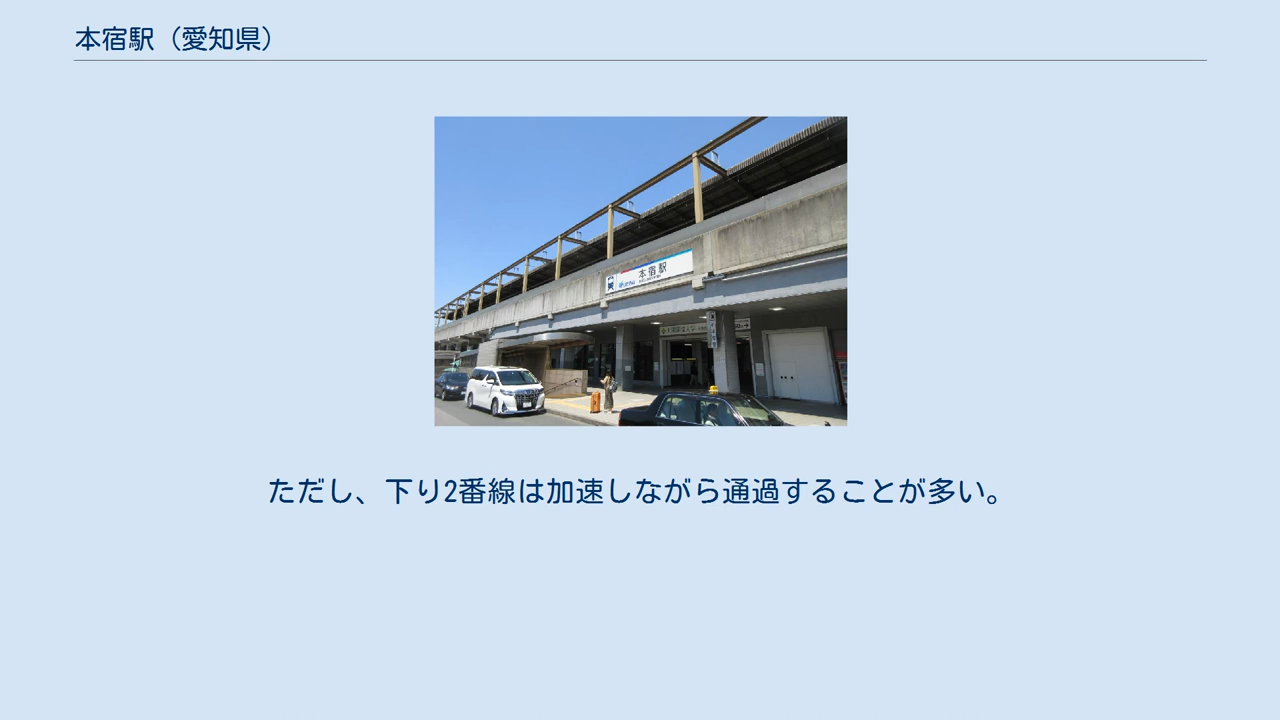 本宿駅（愛知県）
本宿駅
ただし、下り2番線は加速しながら通過することが多い。